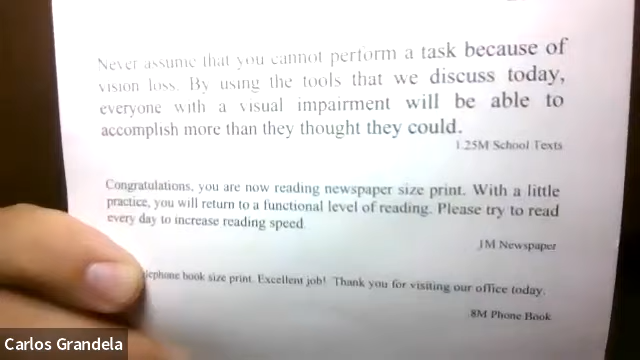 Never assume that you cannot perform a task because of
vision loss. By using the tools that we discuss today,
everyone with a visual impairment will be able to
accomplish more than they thought they could.
1.25M School Texts
Congratulations, you are now reading newspaper size print. With a little
practice, you will return to a functional level of reading. Please try to read
every day to increase reading speed.
1M Newspaper
book size print. Excellent job! Thank you for visiting our office today.
8M Phone Book
Carlos Grandela